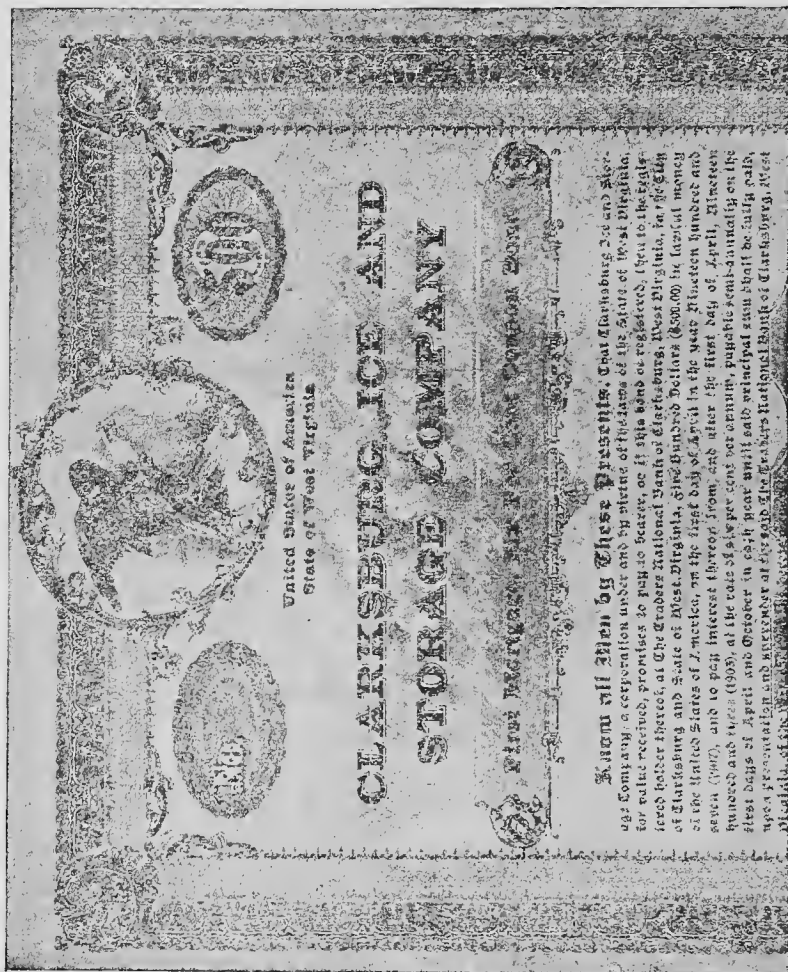 No.
500
United States of America
State of West Virginia
CLARKSBURG ICE AND
STORAGE COMPANY
First Mortgage Six Per Cent Coupon Bond
Know all Men by These Presents, That Clarksburg Ice and Stor-
age Company, a corporation under and by virtue of the laws of the State of West Virginia,
for value received, promises to pay to bearer, or if this bond be registered, then to the regis-
tered holder thereof, at The Traders National Bank of Clarksburg, West Virginia, in the City
of Clarksburg and State of West Virginia, Five Hundred Dollars ($500.00) in lawful money
of the United States of America, on the first day of April in the year Nineteen hundred and
seven (1907), and to pay interest thereon from and after the first day of April, Nineteen
hundred and three (1903), at the rate of six per cent per annum, payable semi-annually on the
first days of April and October in each year until said principal sum shall be fully paid,
upon presentation and surrender at the said The Traders National Bank of Clarksburg, West
Virginia, of the